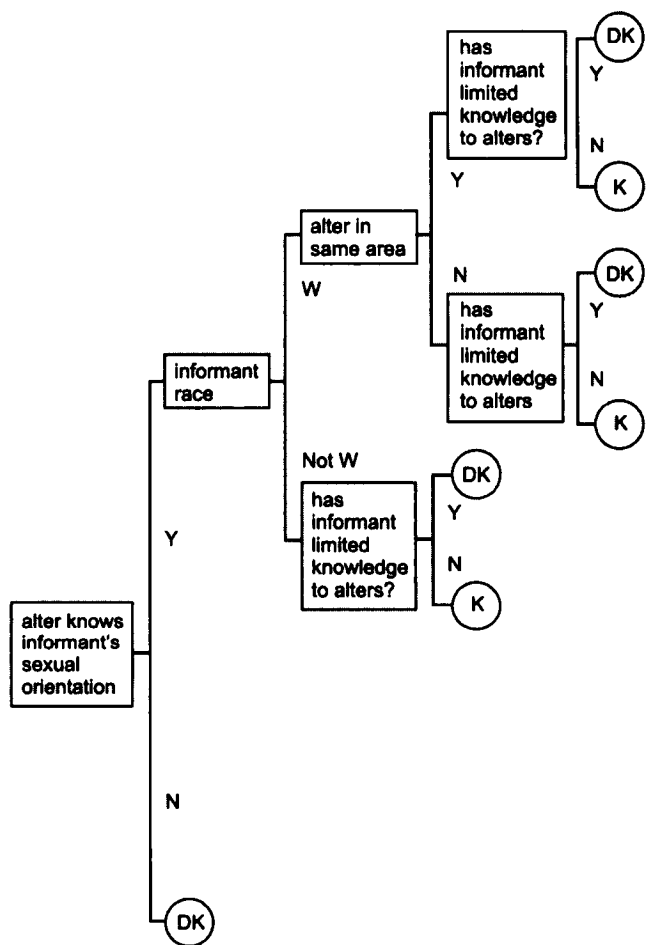 has
informant
limited
knowledge
to alters?
DK
Y
N
K
Y
alter in
same area
W
N
has
informant
limited
knowledge
to alters
DK
Y
N
K
informant
race
Not W
has
informant
limited
knowledge
to alters?
DK
Y
N
K
Y
alter knows
informant's
sexual
orientation
N
DK